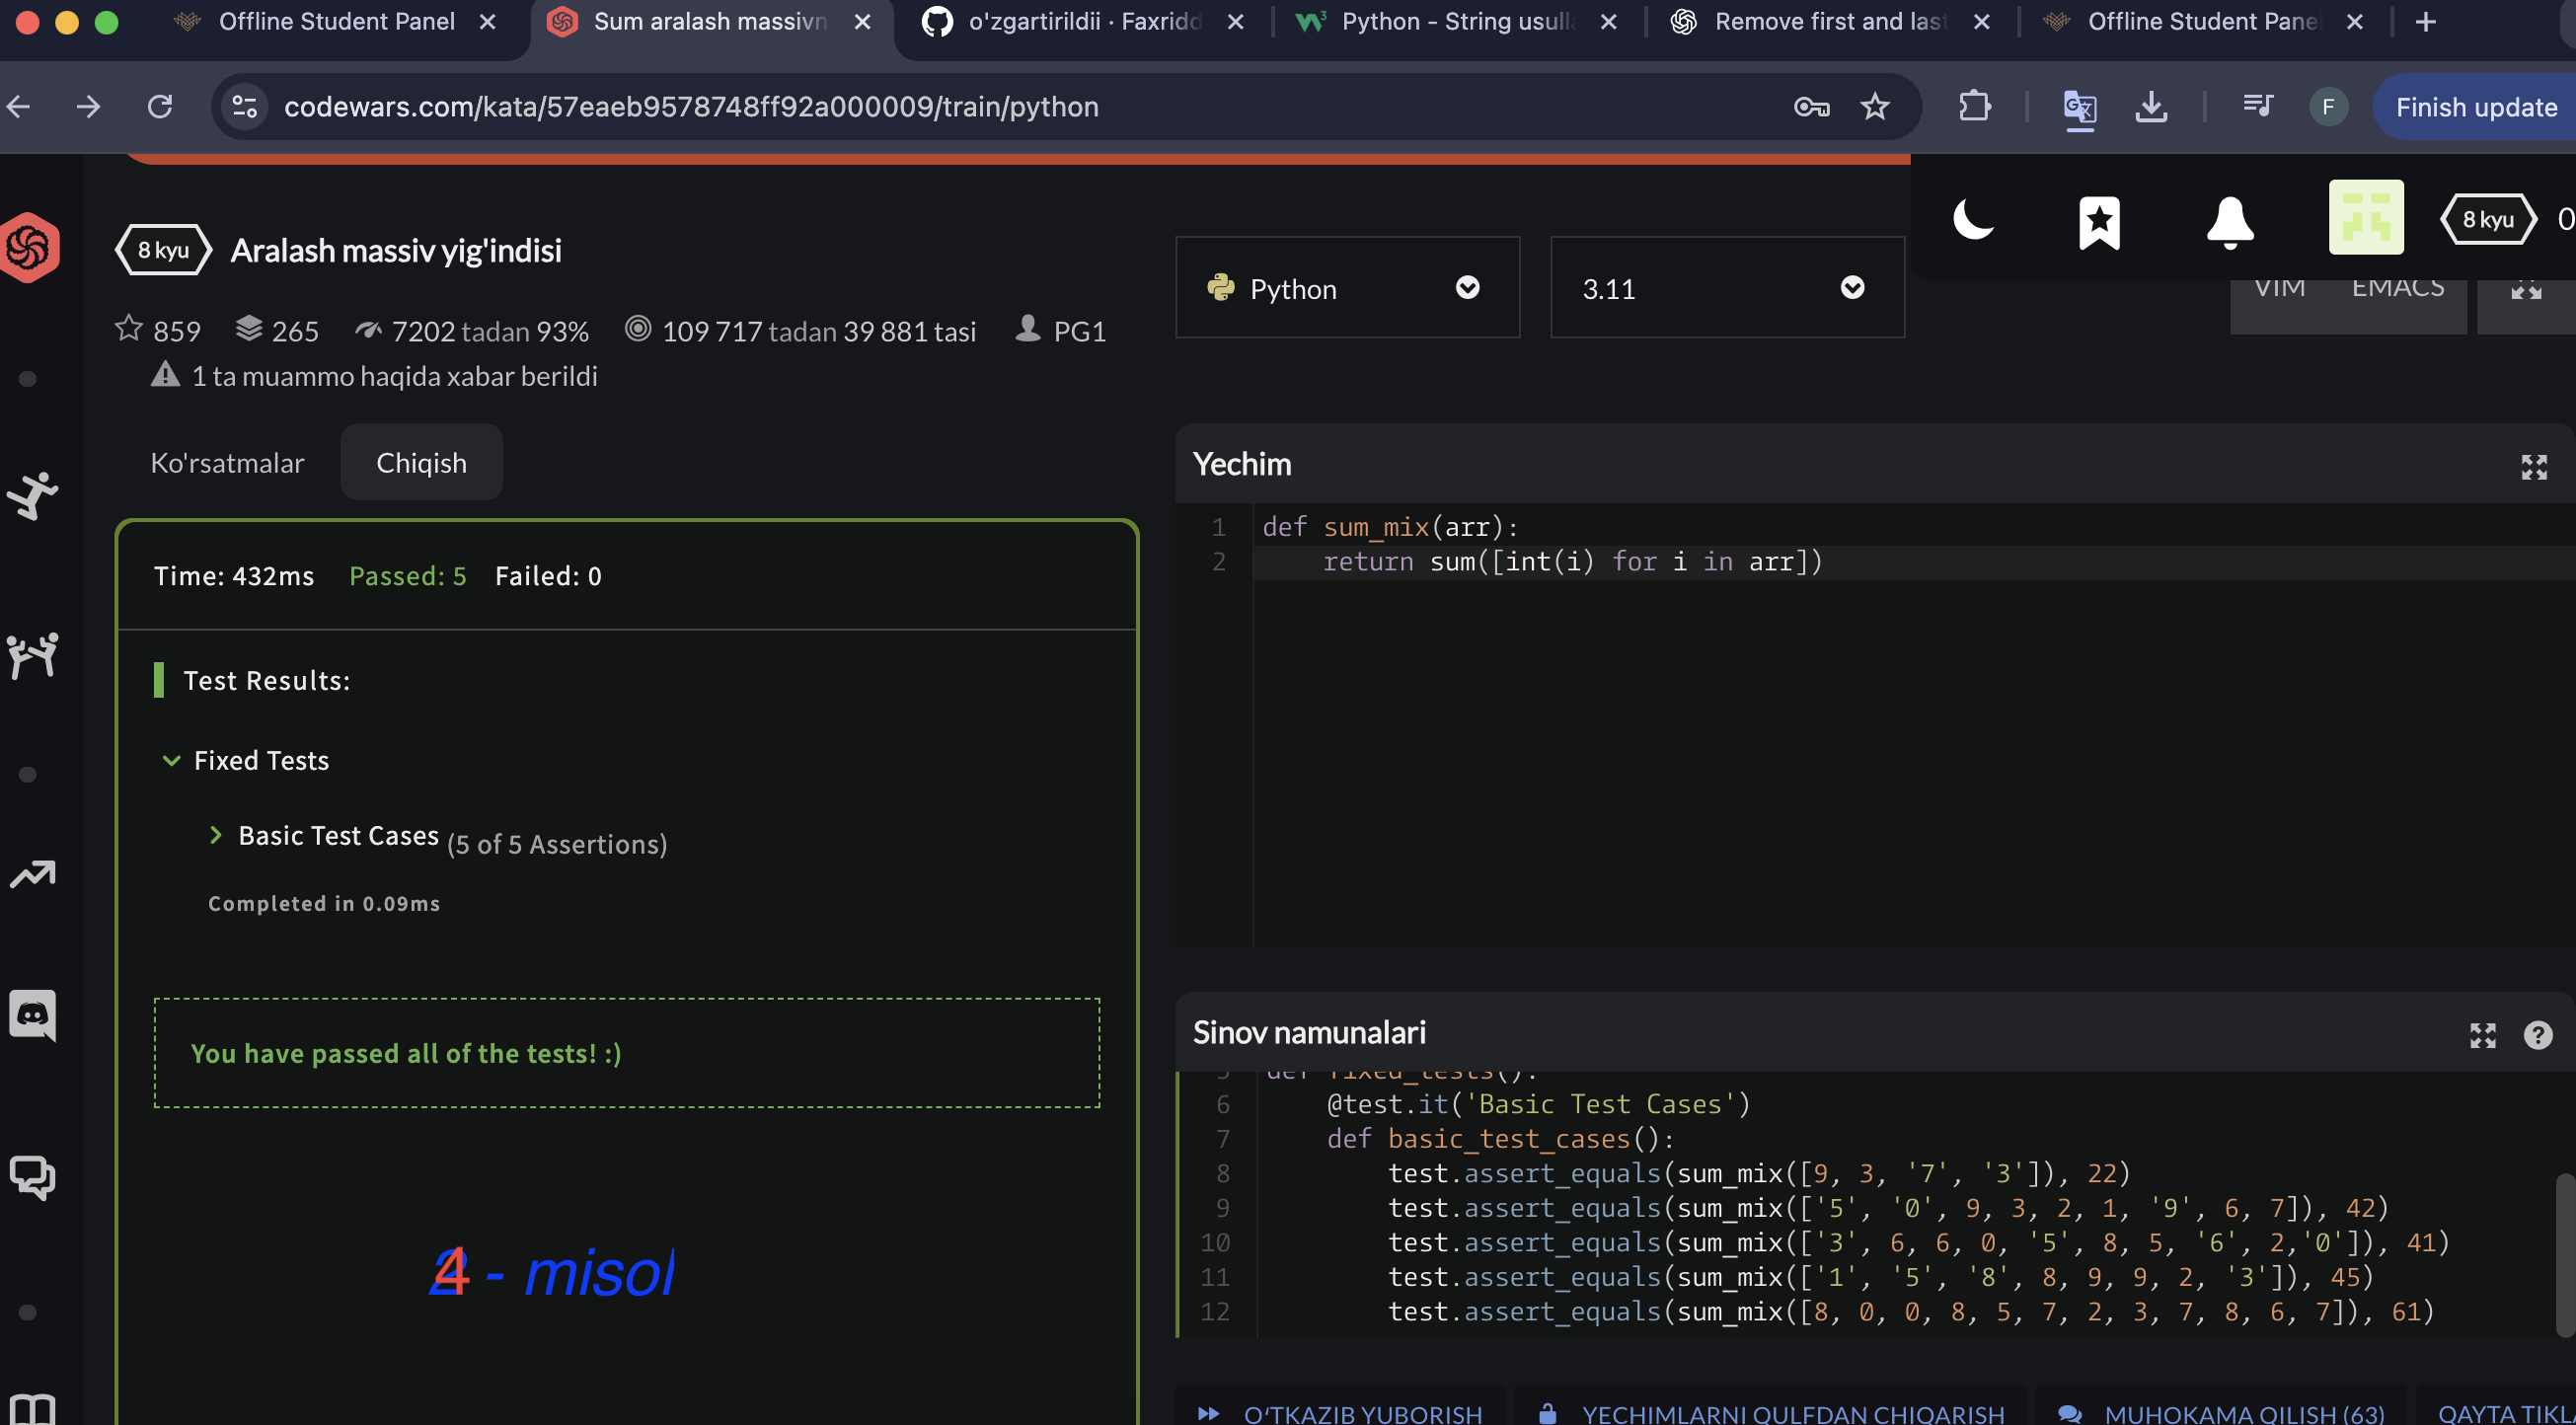 Offline Student Panel
Sum aralash massivn
o'zgartirildii · Faxridd
Python - String usull
Remove first and last
Offline Student Pane
codewars.com/kata/57eaeb9578748ff92a000009/train/python
F
Finish update
8 kyu
Aralash massiv yig'indisi
Python
3.11
8 kyu
0
VIM
EMACS
859
265
7202 tadan 93%
109 717 tadan 39 881 tasi
PG1
1 ta muammo haqida xabar berildi
Ko'rsatmalar
Chiqish
Time: 432ms Passed: 5 Failed: 0
Test Results:
Fixed Tests
Basic Test Cases (5 of 5 Assertions)
Completed in 0.09ms
You have passed all of the tests! :)
4 - misol
Yechim
1 def sum_mix(arr):
2 return sum([int(i) for i in arr])
Sinov namunalari
5 def fixed_tests():
6 @test.it('Basic Test Cases')
7 def basic_test_cases():
8 test.assert_equals(sum_mix([9, 3, '7', '3']), 22)
9 test.assert_equals(sum_mix(['5', '0', 9, 3, 2, 1, '9', 6, 7]), 42)
10 test.assert_equals(sum_mix(['3', 6, 6, 0, '5', 8, 5, '6', 2,'0']), 41)
11 test.assert_equals(sum_mix(['1', '5', '8', 8, 9, 9, 2, '3']), 45)
12 test.assert_equals(sum_mix([8, 0, 0, 8, 5, 7, 2, 3, 7, 8, 6, 7]), 61)
O‘TKAZIB YUBORISH
YECHIMLARNI QULFDAN CHIQARISH
MUHOKAMA QILISH (63)
QAYTA TIKL